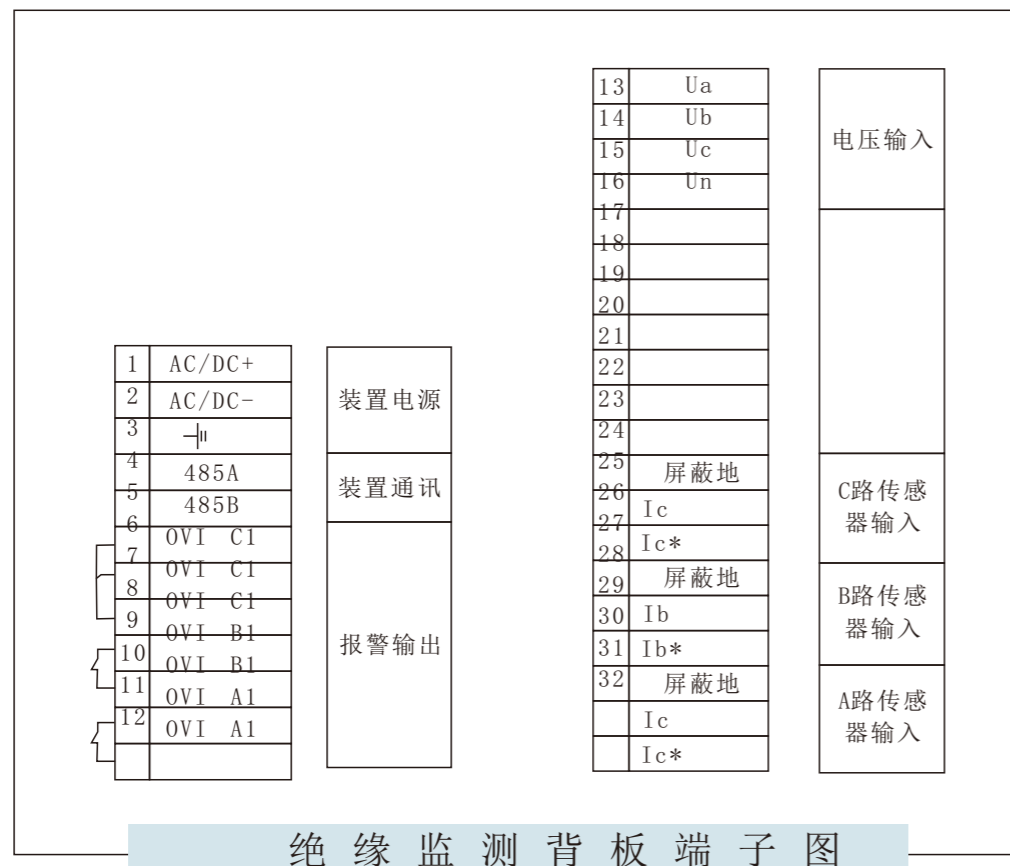 13 Ua
14 Ub
15 Uc
16 Un
电压输入
17
18
19
20
21
22
23
24
25 屏蔽地
26 Ic
27 Ic*
C路传感
器输入
28 屏蔽地
29
30 Ib
31 Ib*
B路传感
器输入
32 屏蔽地
Ic
Ic*
A路传感
器输入
1 AC/DC+
2 AC/DC-
3
装置电源
4 485A
5 485B
装置通讯
6 OVI C1
7 OVI C1
8 OVI C1
9 OVI B1
10 OVI B1
11 OVI A1
12 OVI A1
报警输出
绝缘监测背板端子图